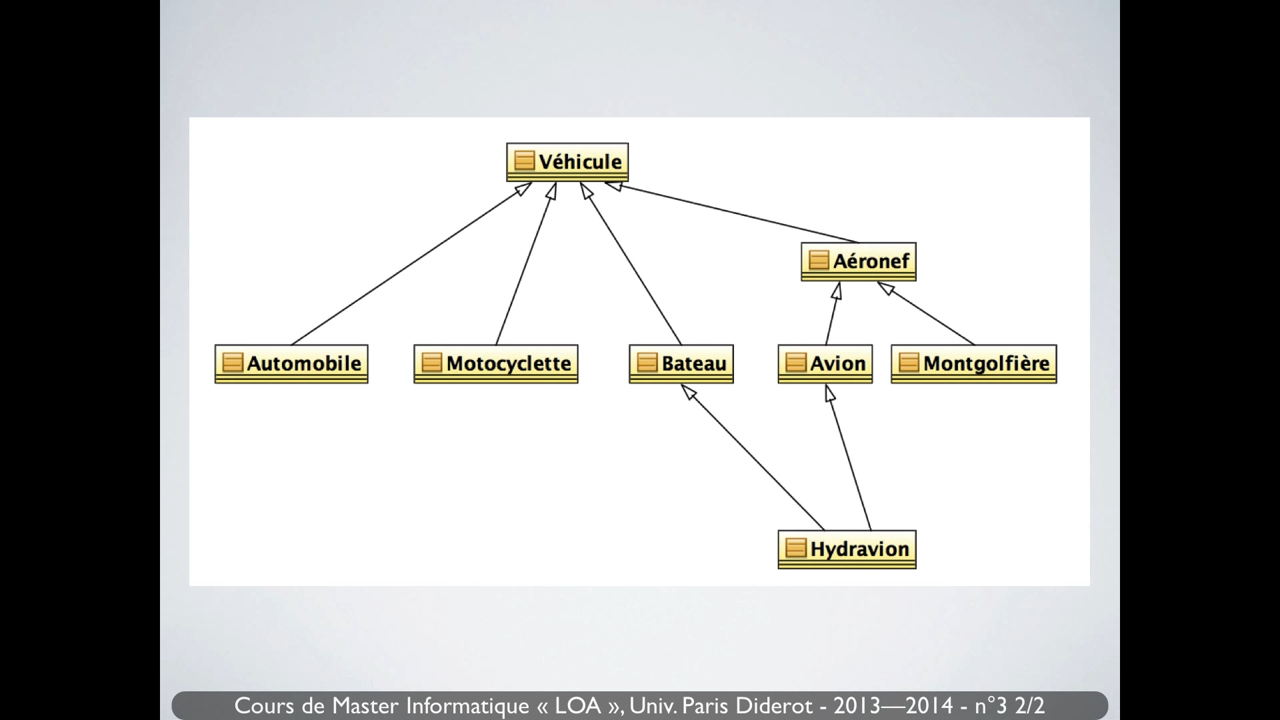 Véhicule
Aéronef
Automobile
Motocyclette
Bateau
Avion
Montgolfière
Hydravion
Cours de Master Informatique « LOA », Univ. Paris Diderot - 2013—2014 - n°3 2/2